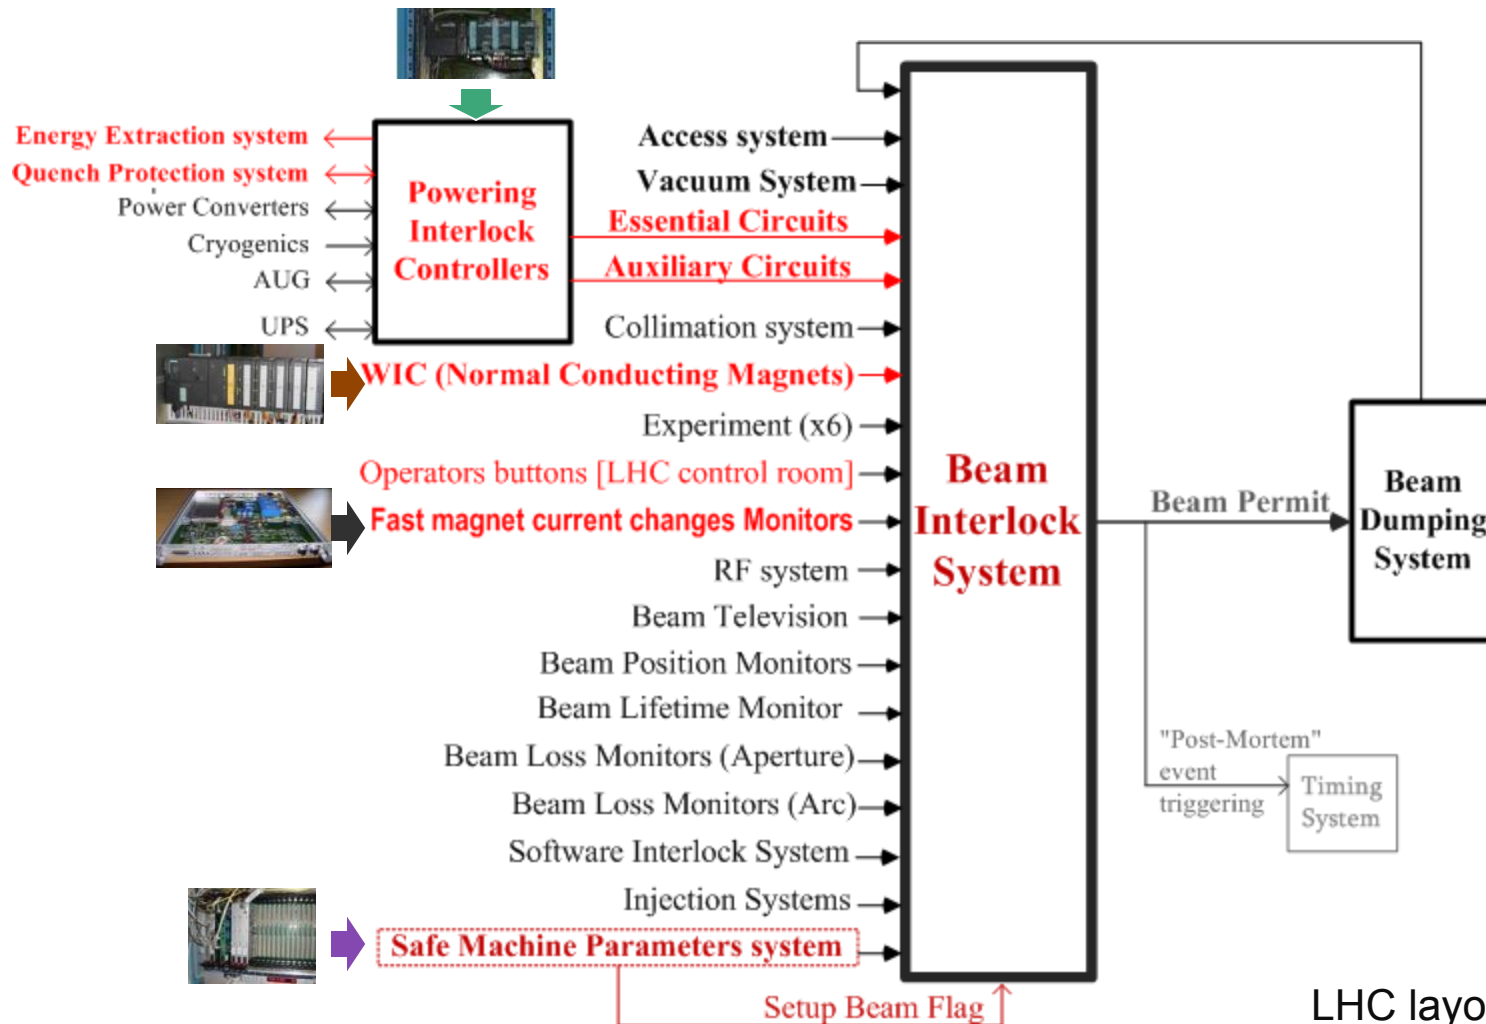 Energy Extraction system
Quench Protection system
Power Converters
Cryogenics
AUG
UPS
Powering
Interlock
Controllers
Access system
Vacuum System
Essential Circuits
Auxiliary Circuits
Collimation system
WIC (Normal Conducting Magnets)
Experiment (x6)
Operators buttons [LHC control room]
Fast magnet current changes Monitors
RF system
Beam Television
Beam Position Monitors
Beam Lifetime Monitor
Beam Loss Monitors (Aperture)
Beam Loss Monitors (Arc)
Software Interlock System
Injection Systems
Safe Machine Parameters system
Setup Beam Flag
Beam
Interlock
System
Beam Permit
Beam
Dumping
System
"Post-Mortem"
event
triggering
Timing
System
LHC layo